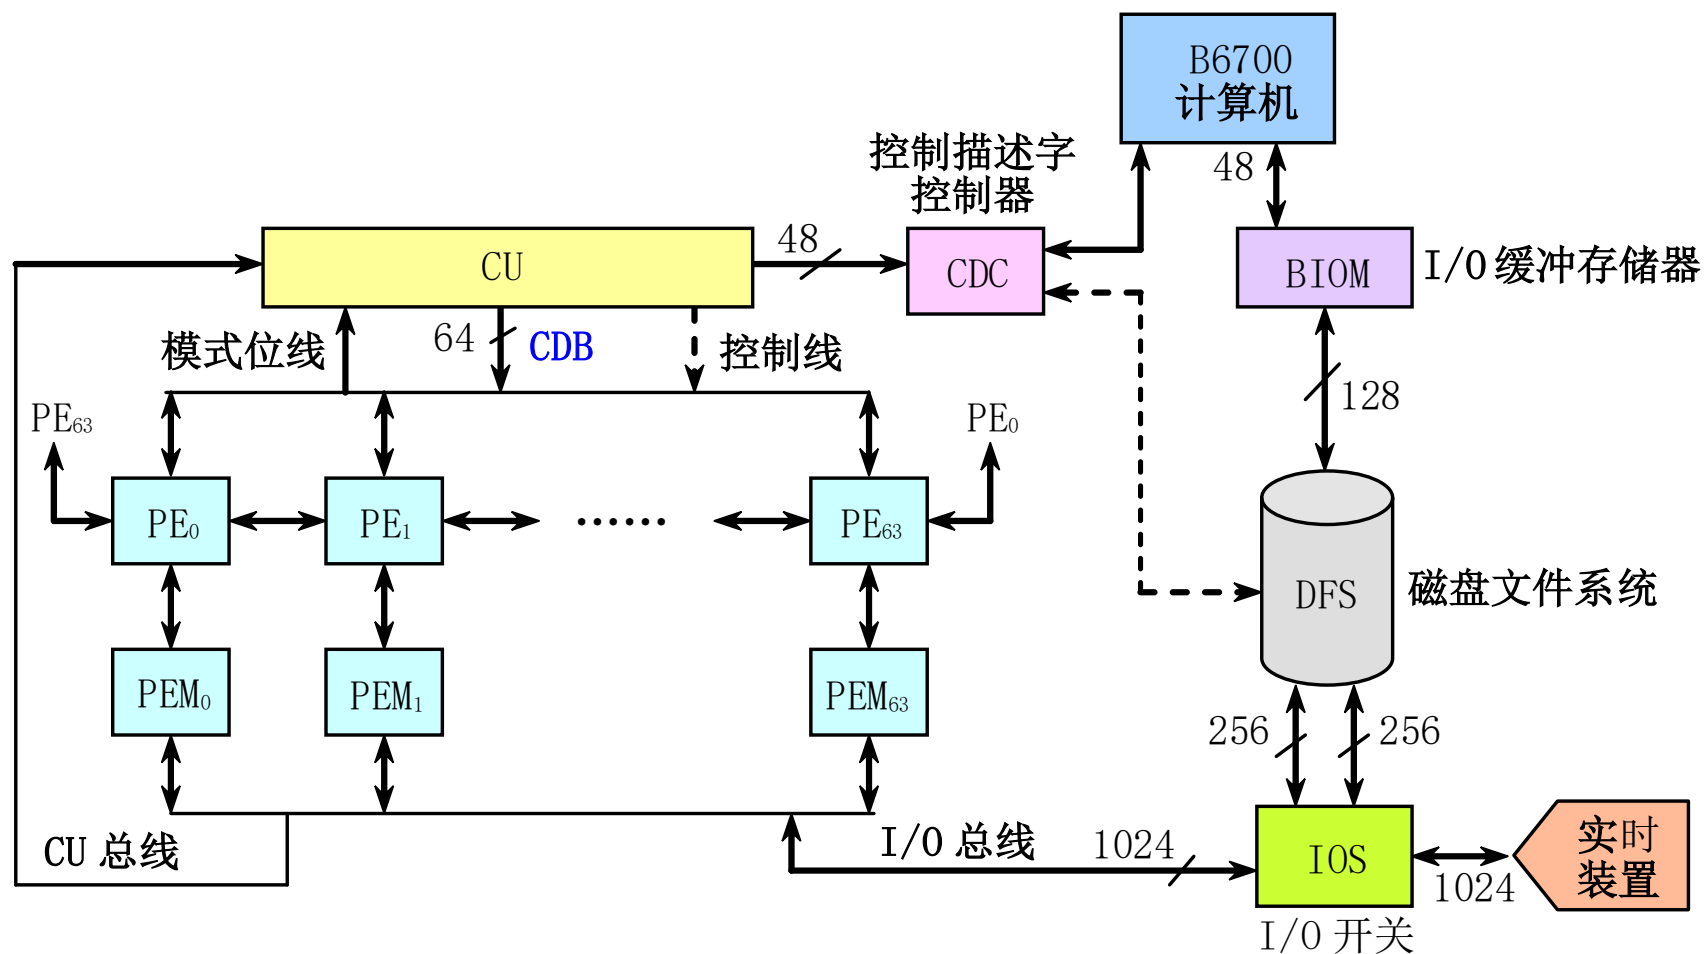 B6700
计算机
48
控制描述字
控制器
CU
48
CDC
BIOM
I/O 缓冲存储器
模式位线
64
CDB
控制线
128
PE63
PE0
PE0
PE1
······
PE63
DFS
磁盘文件系统
PEM0
PEM1
PEM63
256
256
CU 总线
I/O 总线
1024
IOS
1024
实时
装置
I/O 开关